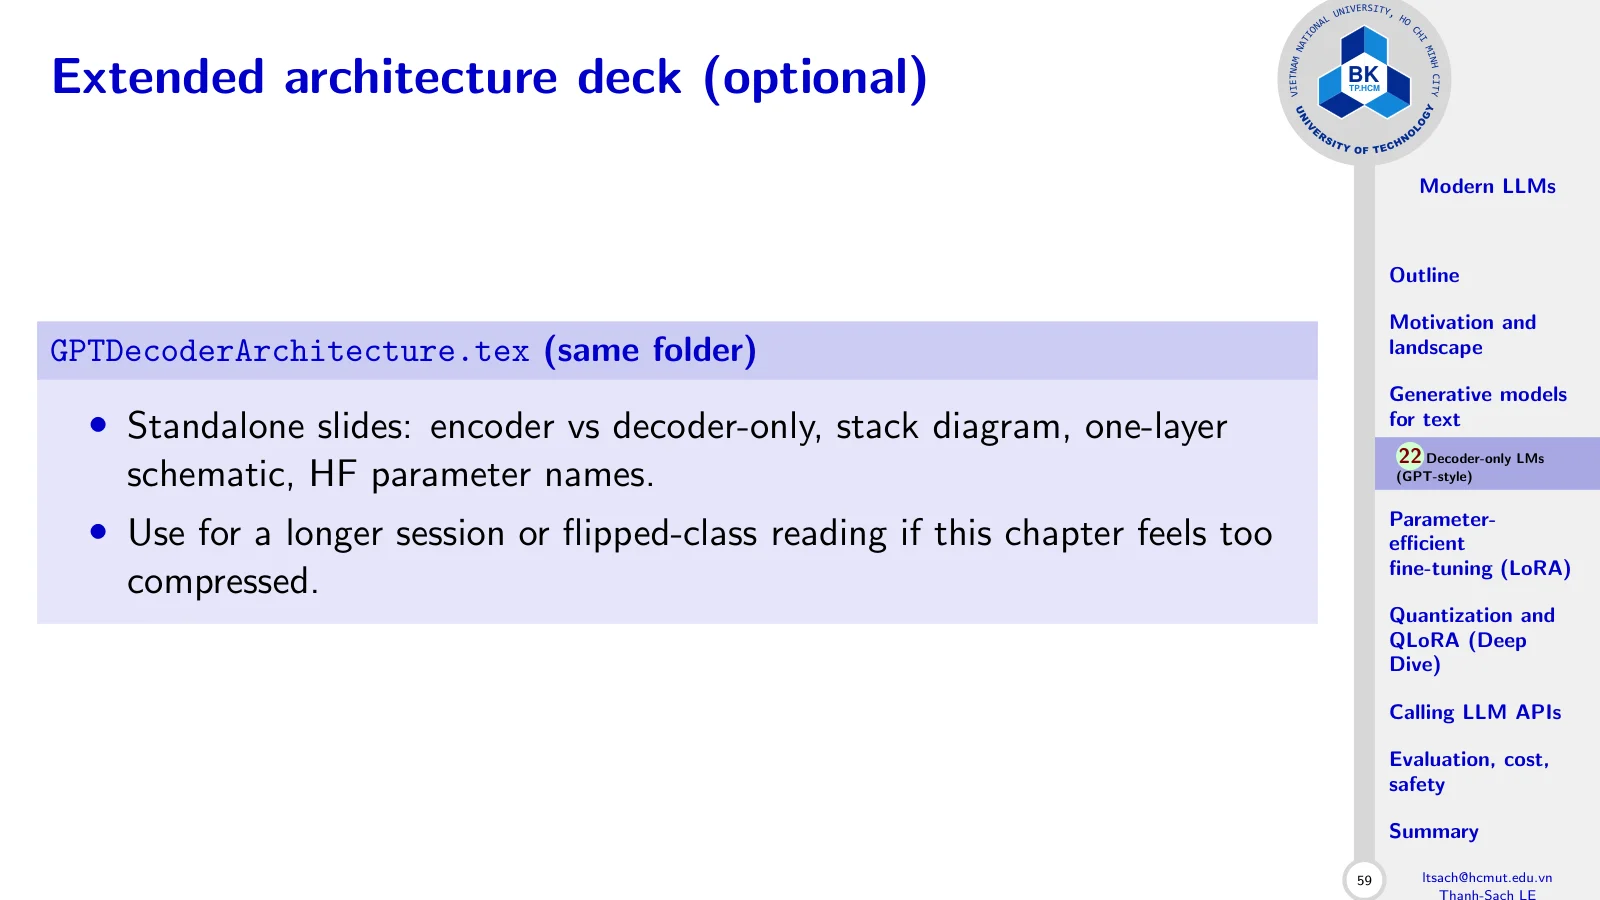 Extended architecture deck (optional)
GPTDecoderArchitecture.tex (same folder)
• Standalone slides: encoder vs decoder-only, stack diagram, one-layer
schematic, HF parameter names.
• Use for a longer session or flipped-class reading if this chapter feels too
compressed.
VIETNAM NATIONAL UNIVERSITY, HO CHI MINH CITY
BK
TP.HCM
UNIVERSITY OF TECHNOLOGY
Modern LLMs
Outline
Motivation and
landscape
Generative models
for text
22 Decoder-only LMs
(GPT-style)
Parameter-
efficient
fine-tuning (LoRA)
Quantization and
QLoRA (Deep
Dive)
Calling LLM APIs
Evaluation, cost,
safety
Summary
59
ltsach@hcmut.edu.vn
Thanh-Sach LE